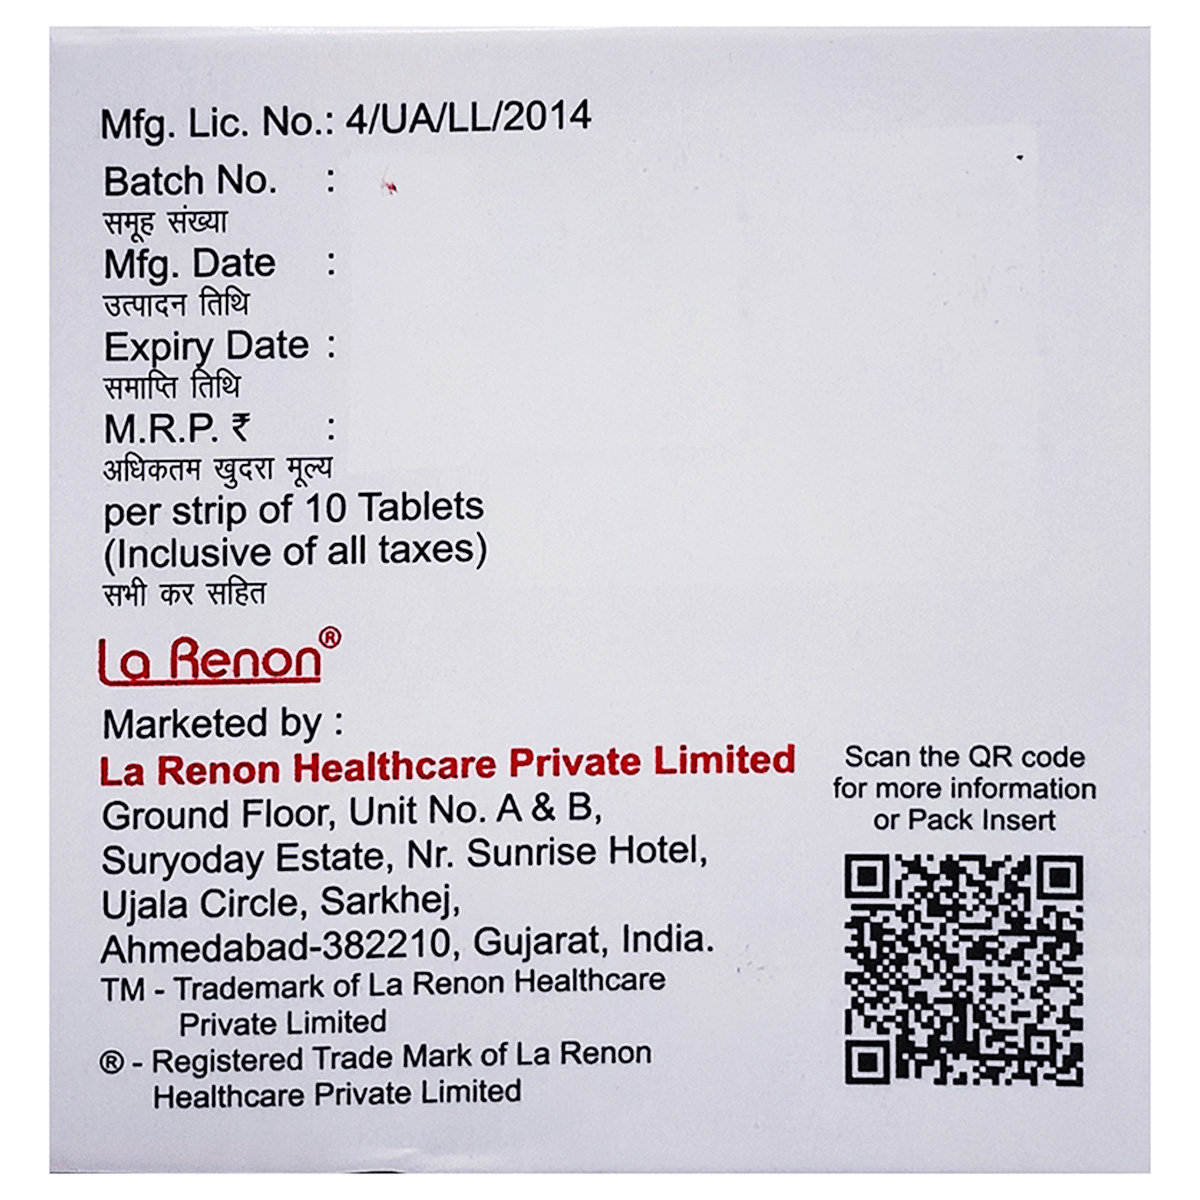 Mfg. Lic. No.: 4/UA/LL/2014
Batch No. :
समूह संख्या
Mfg. Date :
उत्पादन तिथि
Expiry Date :
समाप्ति तिथि
M.R.P. ₹ :
अधिकतम खुदरा मूल्य
per strip of 10 Tablets
(Inclusive of all taxes)
सभी कर सहित
La Renon®
Marketed by :
La Renon Healthcare Private Limited
Ground Floor, Unit No. A & B,
Suryoday Estate, Nr. Sunrise Hotel,
Ujala Circle, Sarkhej,
Ahmedabad-382210, Gujarat, India.
TM - Trademark of La Renon Healthcare
Private Limited
® - Registered Trade Mark of La Renon
Healthcare Private Limited
Scan the QR code
for more information
or Pack Insert